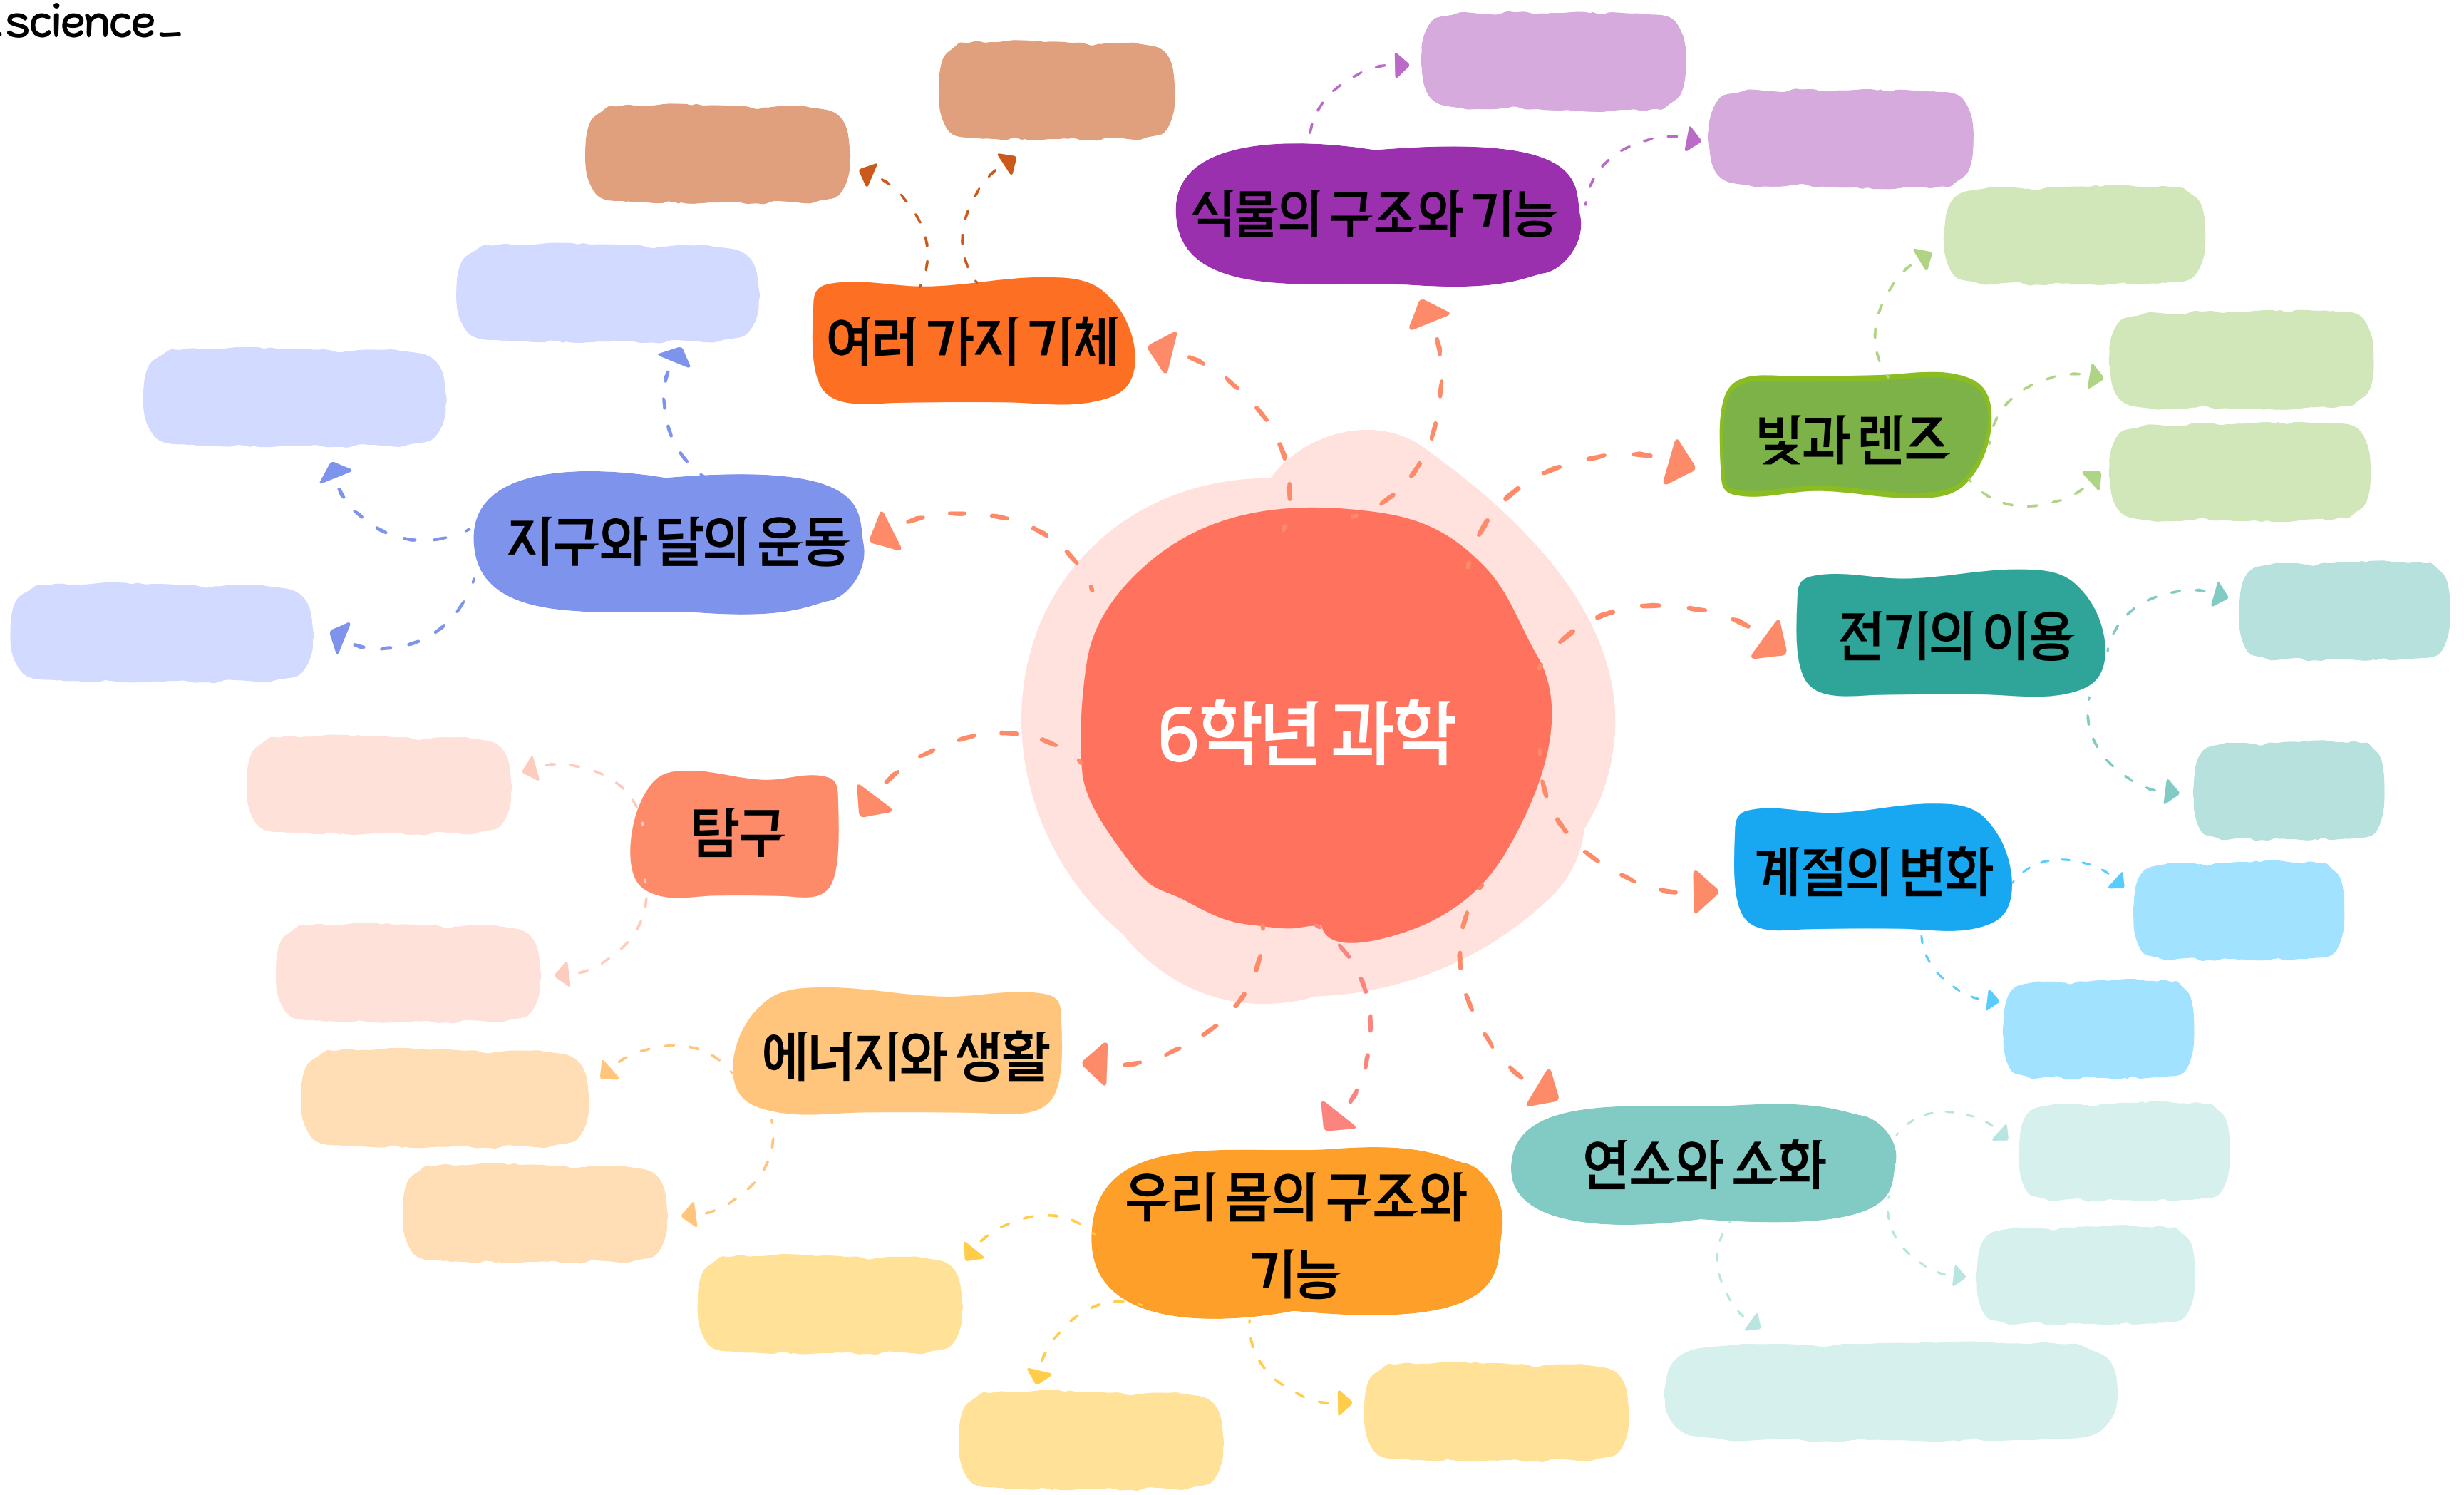 _science_
식물의 구조와 기능
여러 가지 기체
빛과 렌즈
지구와 달의 운동
전기의 이용
6학년 과학
탐구
계절의 변화
에너지와 생활
연소와 소화
우리 몸의 구조와
기능